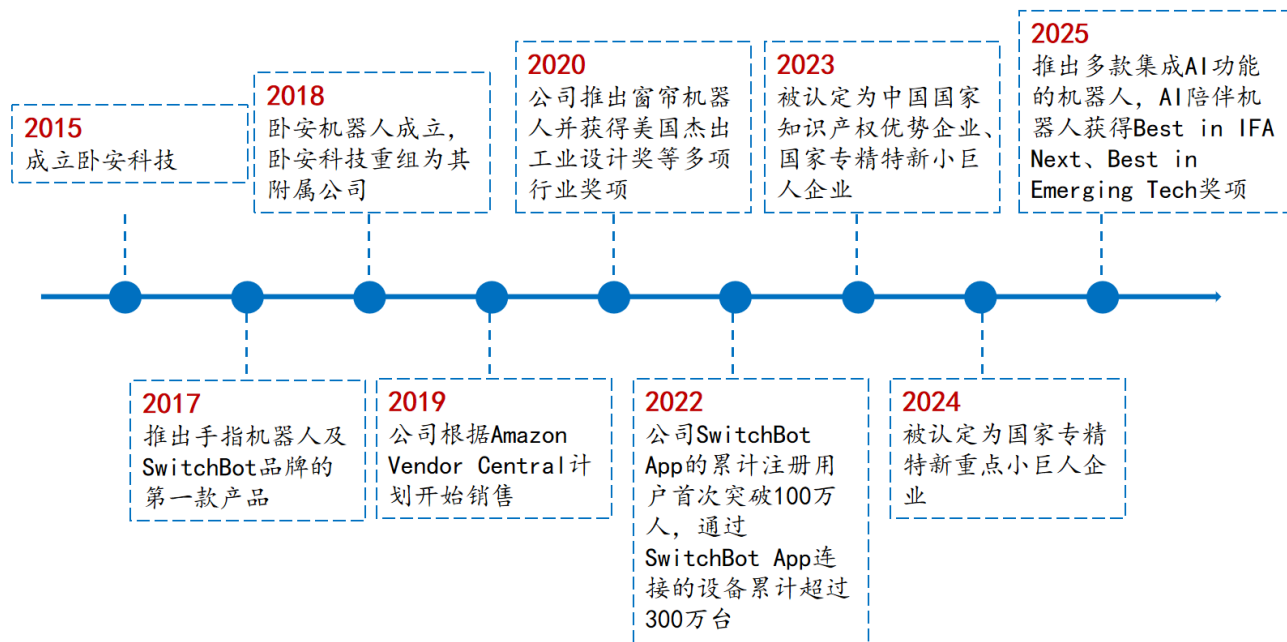 2015
成立卧安科技
2018
卧安机器人成立，
卧安科技重组为其
附属公司
2020
公司推出窗帘机器
人并获得美国杰出
工业设计奖等多项
行业奖项
2023
被认定为中国国家
知识产权优势企业、
国家专精特新小巨
人企业
2025
推出多款集成AI功能
的机器人，AI陪伴机
器人获得Best in IFA
Next、Best in
Emerging Tech奖项
2017
推出手指机器人及
SwitchBot品牌的
第一款产品
2019
公司根据Amazon
Vendor Central计
划开始销售
2022
公司SwitchBot
App的累计注册用
户首次突破100万
人，通过
SwitchBot App连
接的设备累计超过
300万台
2024
被认定为国家专精
特新重点小巨人企
业